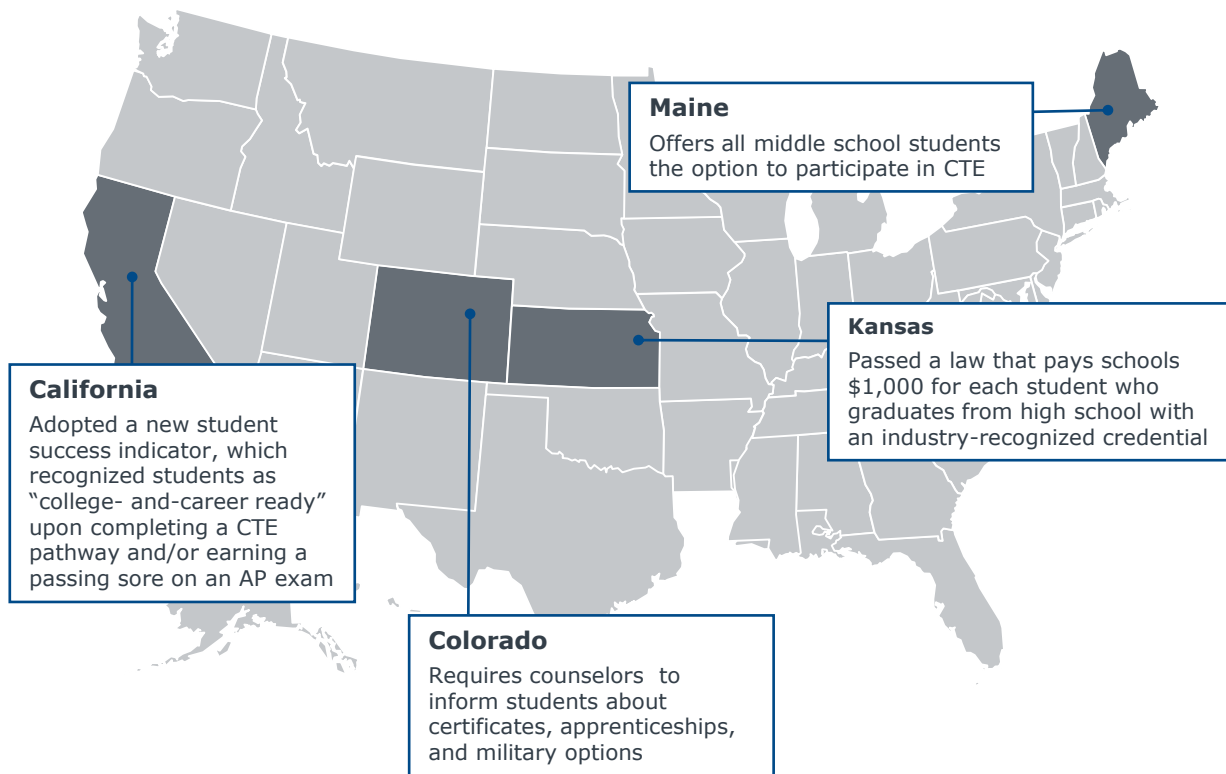 Maine
Offers all middle school students
the option to participate in CTE
Kansas
Passed a law that pays schools
$1,000 for each student who
graduates from high school with
an industry-recognized credential
California
Adopted a new student
success indicator, which
recognized students as
“college- and-career ready”
upon completing a CTE
pathway and/or earning a
passing sore on an AP exam
Colorado
Requires counselors  to
inform students about
certificates, apprenticeships,
and military options